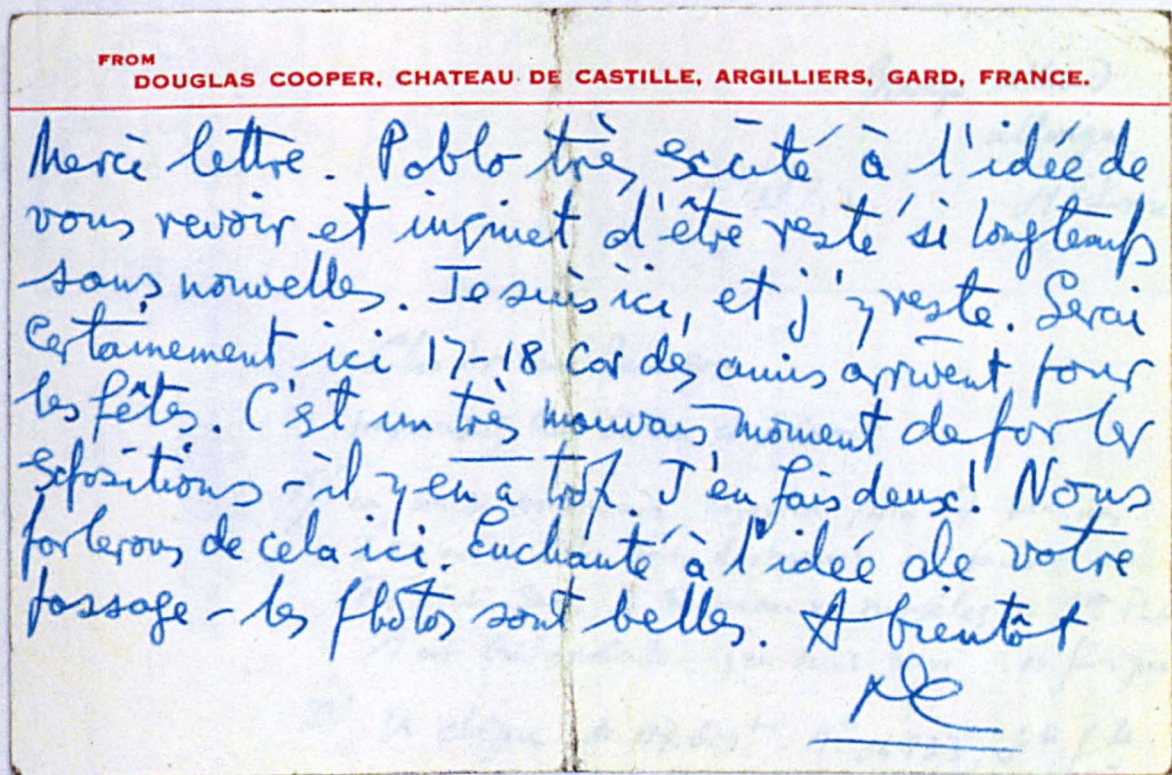 FROM
DOUGLAS COOPER, CHATEAU DE CASTILLE, ARGILLIERS, GARD, FRANCE.
Merci lettre. Pablo très excité à l'idée de
vous revoir et inquiet d'être resté si longtemps
sans nouvelles. Je suis ici, et j'y reste. Serai
certainement ici 17-18 car des amis arrivent pour
les fêtes. C'est un très mauvais moment de parler
expositions - il y en a trop. J'en fais deux! Nous
parlerons de cela ici. Enchanté à l'idée de votre
passage - les photos sont belles. A bientôt